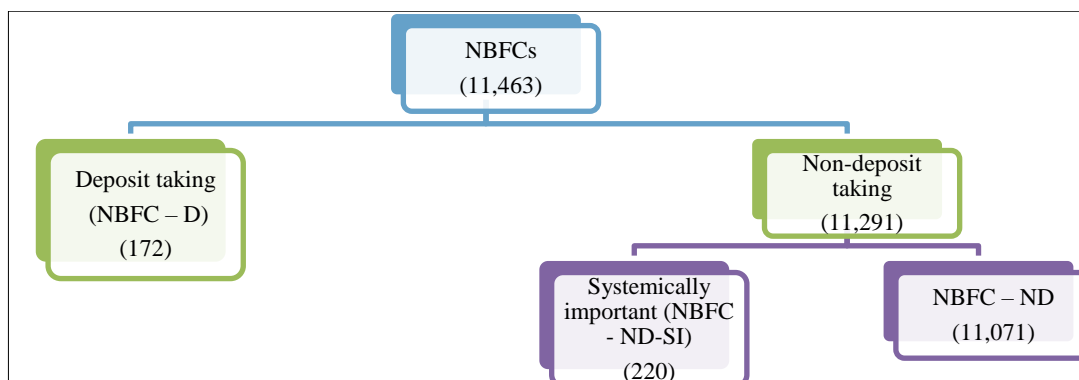 NBFCs
(11,463)
Deposit taking
(NBFC – D)
(172)
Non-deposit
taking
(11,291)
Systemically
important (NBFC
- ND-SI)
(220)
NBFC – ND
(11,071)